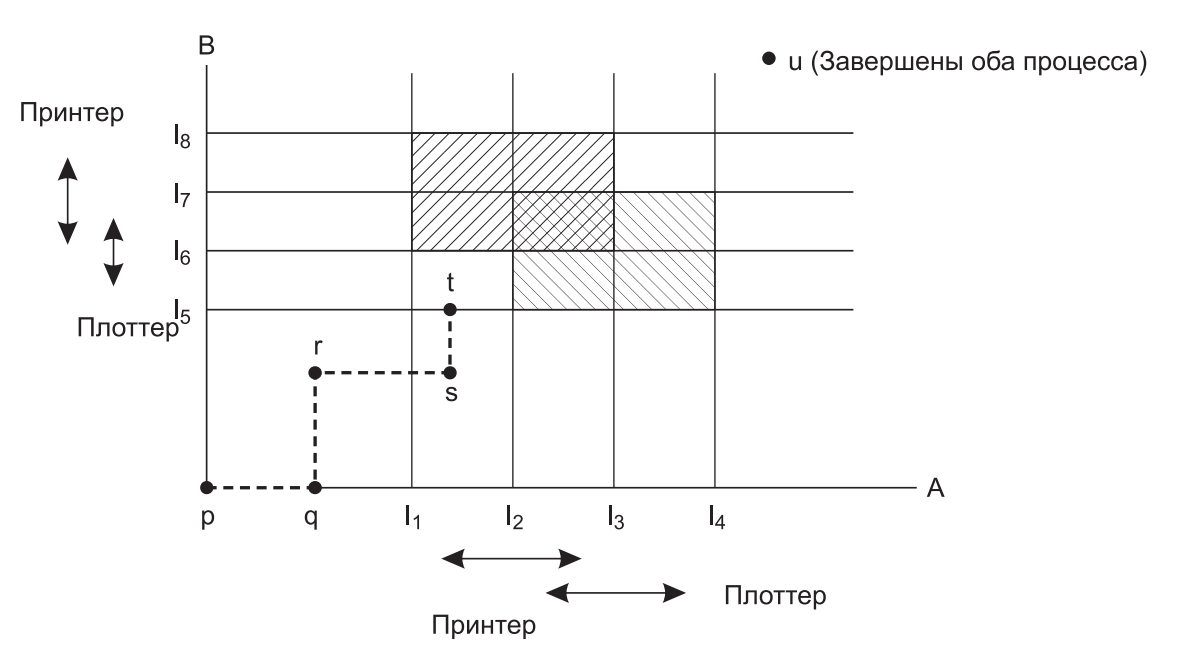 B
u (Завершены оба процесса)
Принтер
I8
I7
I6
t
I5
Плоттер
r
s
A
p
q
I1
I2
I3
I4
Плоттер
Принтер